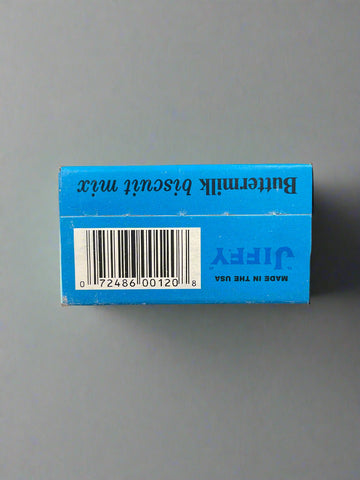 Buttermilk biscuit mix
MADE IN THE USA
"JIFFY"
0 72486 00120 8